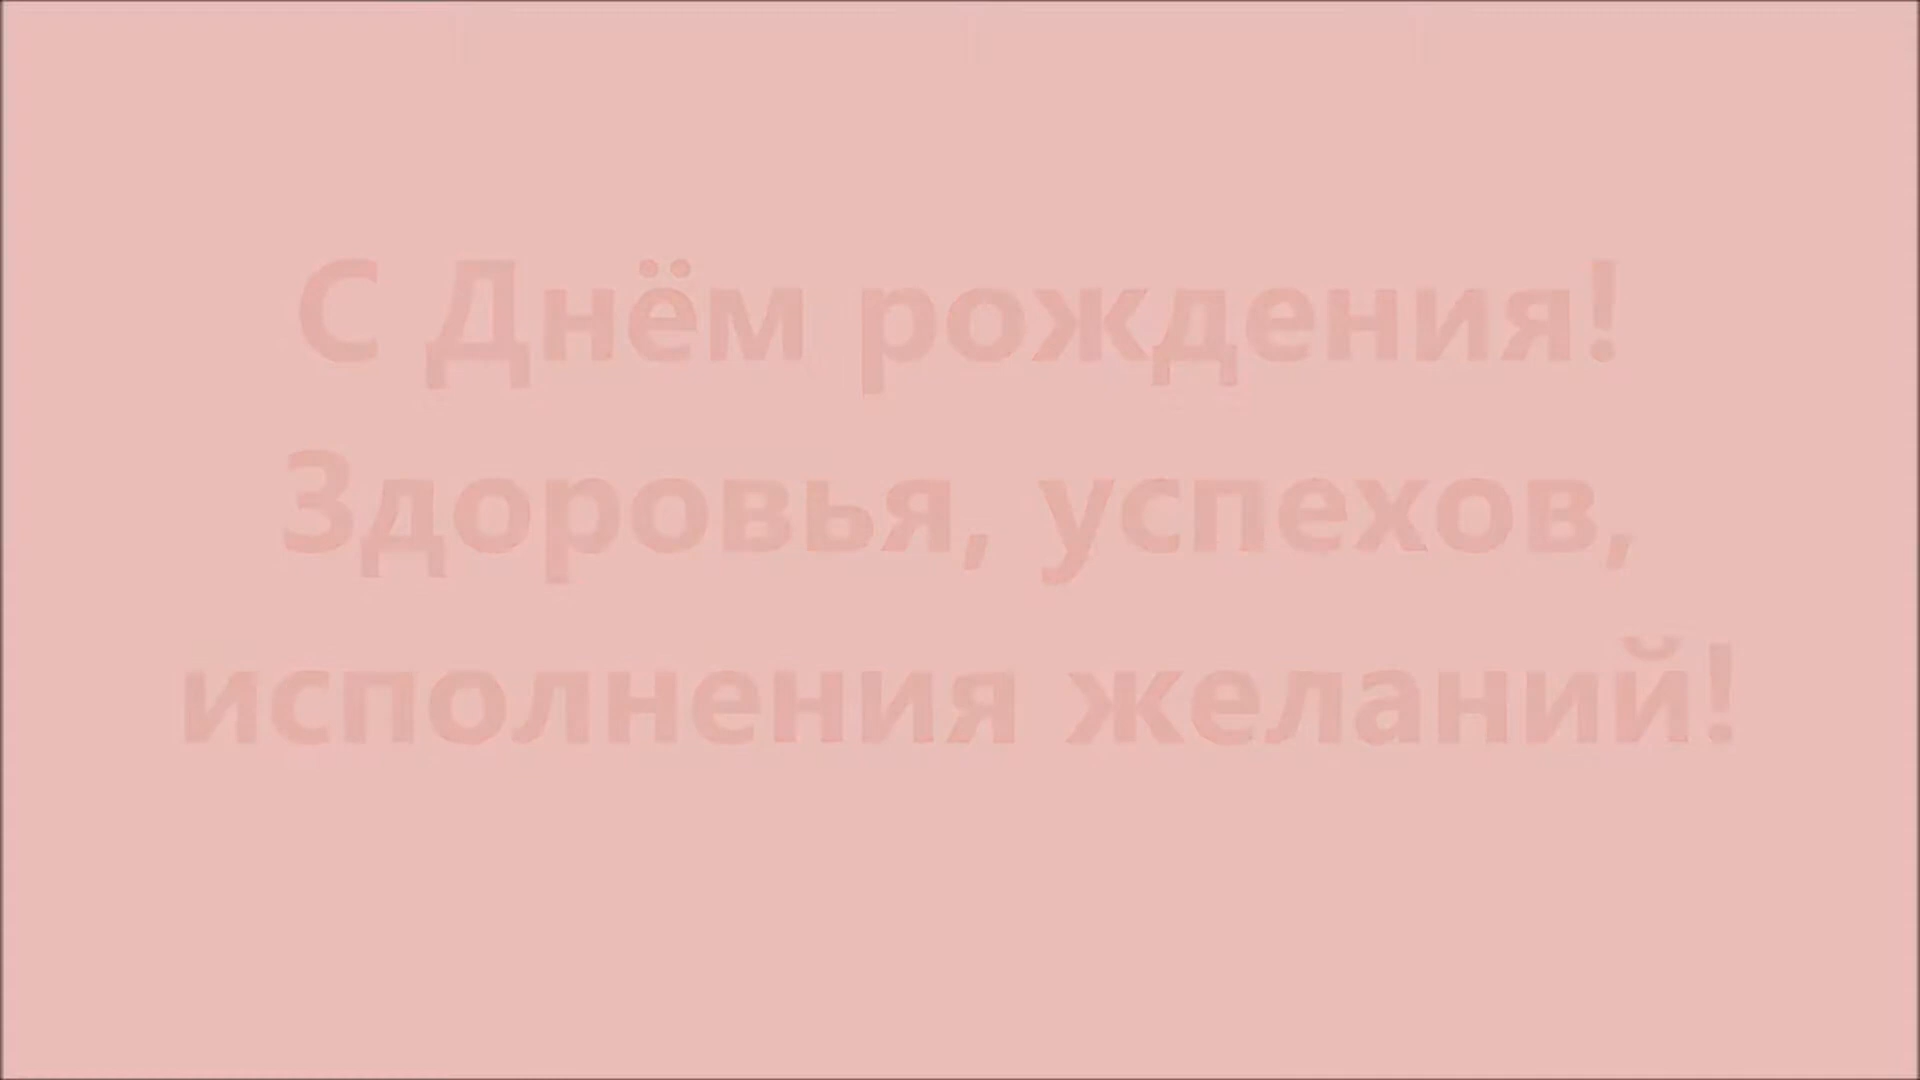 С Днём рождения!
Здоровья, успехов,
исполнения желаний!